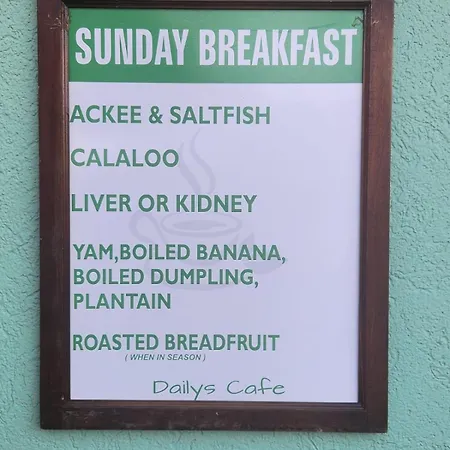 SUNDAY BREAKFAST
ACKEE & SALTFISH
CALALOO
LIVER OR KIDNEY
YAM,BOILED BANANA,
BOILED DUMPLING,
PLANTAIN
ROASTED BREADFRUIT
( WHEN IN SEASON )
Dailys Cafe